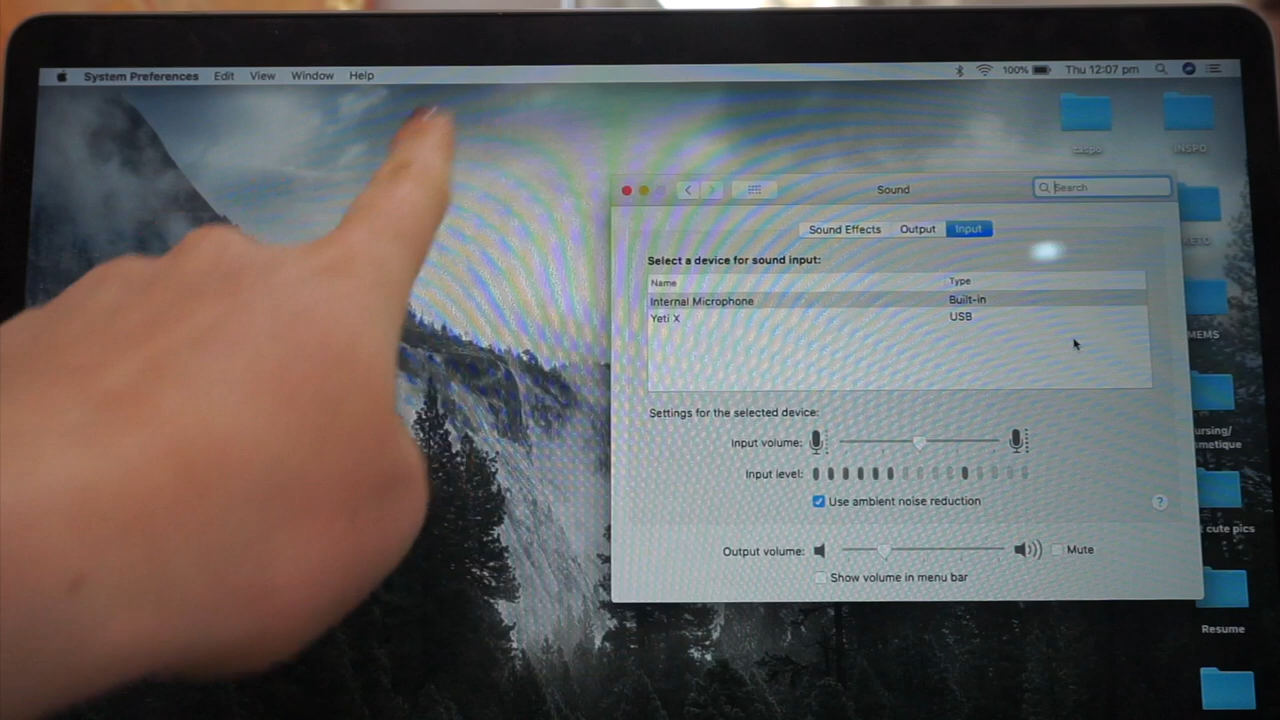 System Preferences Edit View Window Help 100% Thu 12:07 pm
INSPO
Sound
Search
Sound Effects Output Input
Select a device for sound input:
Name Type
Internal Microphone Built-in
Yeti X USB
MEMS
Settings for the selected device:
ursing/
smetique
Input volume:
Input level:
Use ambient noise reduction
?
cute pics
Output volume: Mute
Show volume in menu bar
Resume